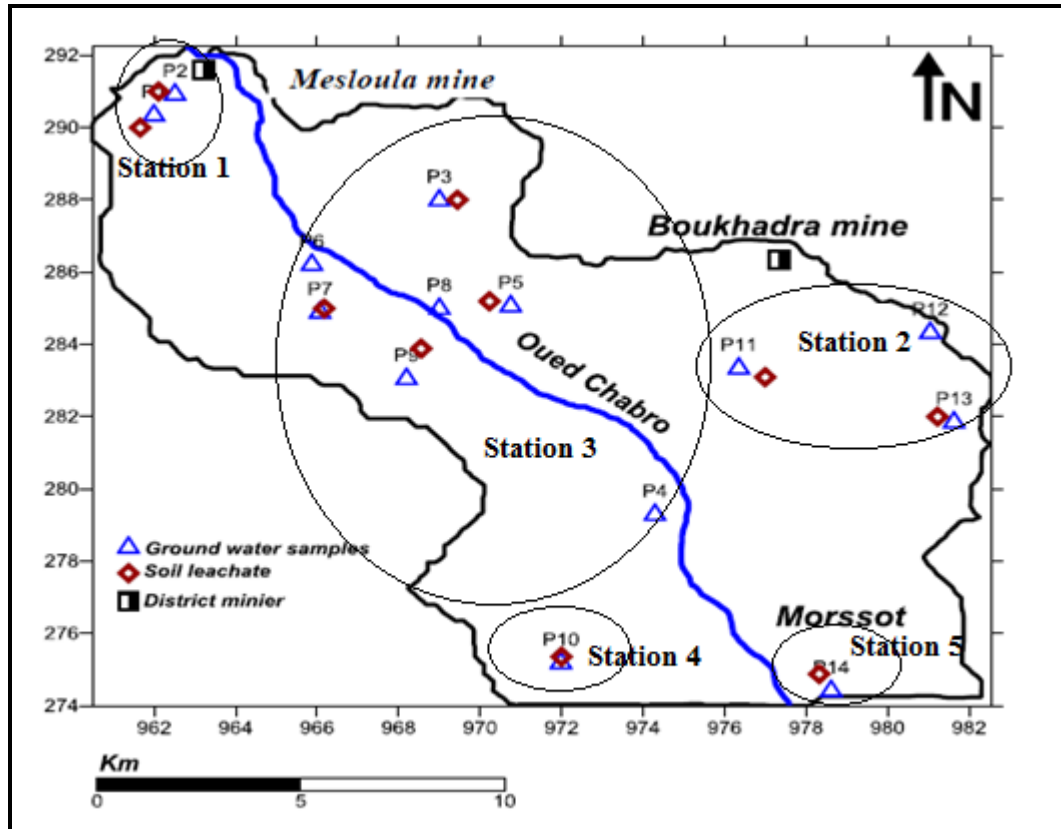 292
290
288
286
284
282
280
278
276
274
Mesloula mine
N
P2
Station 1
P3
Boukhadra mine
P7
P8
P5
P12
P11
Station 2
P9
Oued Chabro
P13
Station 3
P4
Ground water samples
Soil leachate
District minier
Morssot
P10
Station 4
Station 5
P14
962
964
966
968
970
972
974
976
978
980
982
Km
0
5
10